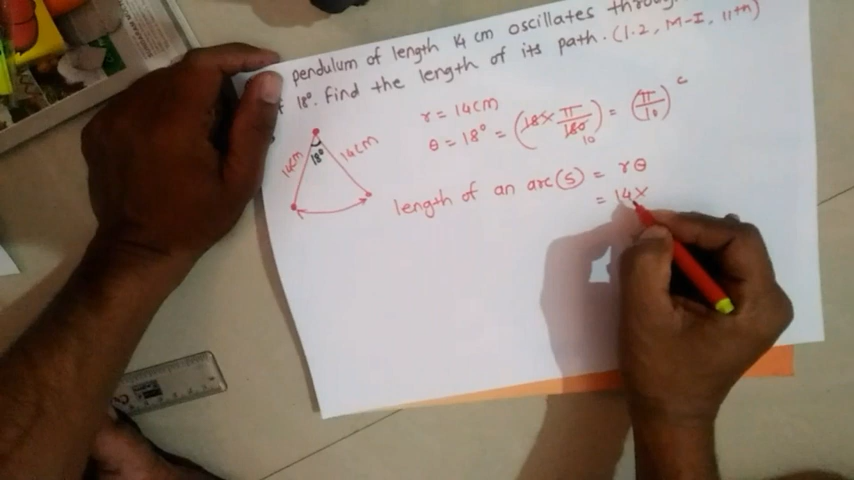 pendulum of length 14 cm oscillates through
18°. Find the length of its path. (1.2, M-I, 11th)
r = 14cm
θ = 18° = (18 × π/180) = (π/10)ᶜ
10
14cm
18°
14cm
length of an arc (S) = rθ
= 14×